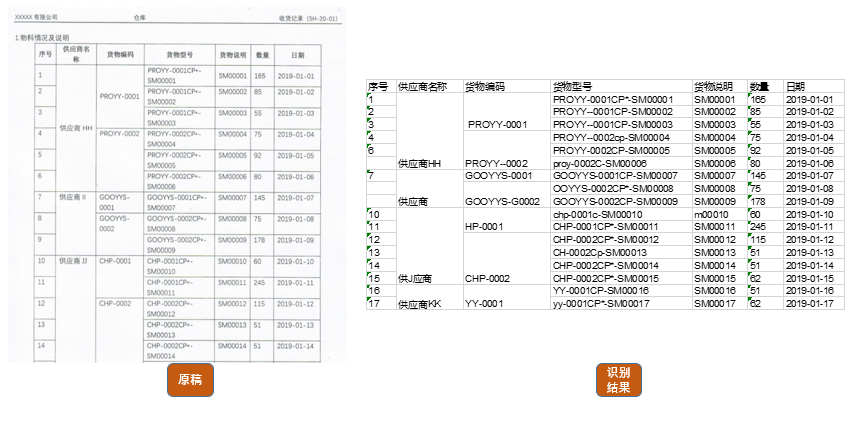 XXXXX 有限公司 仓库 收货记录 (SH-20-01)
1.物料情况及说明
序号 供应商名称 货物编码 货物型号 货物说明 数量 日期
1 供应商 HH PROYY-0001 PROYY-0001CP*-SM00001 SM00001 165 2019-01-01
2 PROYY-0001CP*-SM00002 SM00002 85 2019-01-02
3 PROYY-0001CP*-SM00003 SM00003 55 2019-01-03
4 PROYY-0002 PROYY-0002CP*-SM00004 SM00004 75 2019-01-04
5 PROYY-0002CP*-SM00005 SM00005 92 2019-01-05
6 PROYY-0002CP*-SM00006 SM00006 80 2019-01-06
7 供应商 II GOOYYS-0001 GOOYYS-0001CP*-SM00007 SM00007 145 2019-01-07
8 GOOYYS-0002 GOOYYS-0002CP*-SM00008 SM00008 75 2019-01-08
9 GOOYYS-0002CP*-SM00009 SM00009 178 2019-01-09
10 供应商 JJ CHP-0001 CHP-0001CP*-SM00010 SM00010 60 2019-01-10
11 CHP-0001CP*-SM00011 SM00011 245 2019-01-11
12 CHP-0002 CHP-0002CP*-SM00012 SM00012 115 2019-01-12
13 CHP-0002CP*-SM00013 SM00013 51 2019-01-13
14 CHP-0002CP*-SM00014 SM00014 51 2019-01-14
CHP-0002CP*-
原稿
序号 供应商名称 货物编码 货物型号 货物说明 数量 日期
1 PROYY-0001CP*-SM00001 SM00001 165 2019-01-01
2 PROYY--0001CP-SM00002 SM00002 85 2019-01-02
3 PROYY-0001 PROYY--0001CP-SM00003 SM00003 55 2019-01-03
4 PROYY--0002cp-SM00004 SM00004 75 2019-01-04
6 PROYY-0002CP-SM00005 SM00005 92 2019-01-05
供应商HH PROYY--0002 proy-0002C-SM00006 SM00006 80 2019-01-06
7 GOOYYS-0001 GOOYYS-0001CP-SM00007 SM00007 145 2019-01-07
OOYYS-0002CP*-SM00008 SM00008 75 2019-01-08
供应商 GOOYYS-G0002 GOOYYS-0002CP-SM00009 SM00009 178 2019-01-09
10 chp-0001c-SM00010 m00010 60 2019-01-10
11 HP-0001 CHP-0001CP*-SM00011 SM00011 245 2019-01-11
12 CHP-0002CP*-SM00012 SM00012 115 2019-01-12
13 CH-0002Cp-SM00013 SM00013 51 2019-01-13
14 CHP-0002CP*-SM00014 SM00014 51 2019-01-14
15 供J应商 CHP-0002 CHP-0002CP*-SM00015 SM00015 62 2019-01-15
16 YY-0001CP-SM00016 SM00016 51 2019-01-16
17 供应商KK YY-0001 yy-0001CP*-SM00017 SM00017 62 2019-01-17
识别
结果